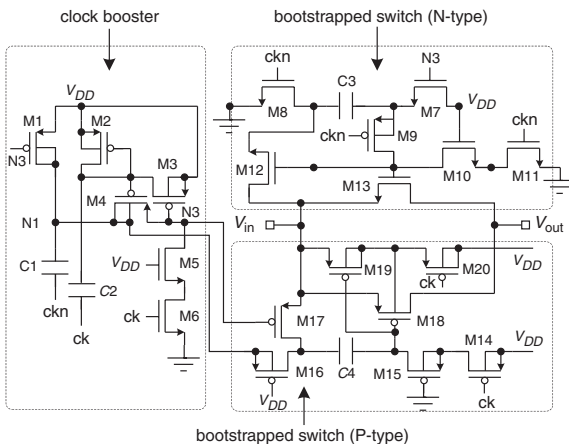 clock booster
bootstrapped switch (N-type)
VDD
M1
M2
N3
M3
M4
N1
N3
C1
C2
ckn
ck
VDD
M5
ck
M6
ckn
M8
C3
N3
M7
VDD
ckn
M9
M12
M10
ckn
M11
M13
Vin
Vout
M19
M20
VDD
ck
M17
M18
M16
VDD
C4
M15
M14
VDD
ck
bootstrapped switch (P-type)